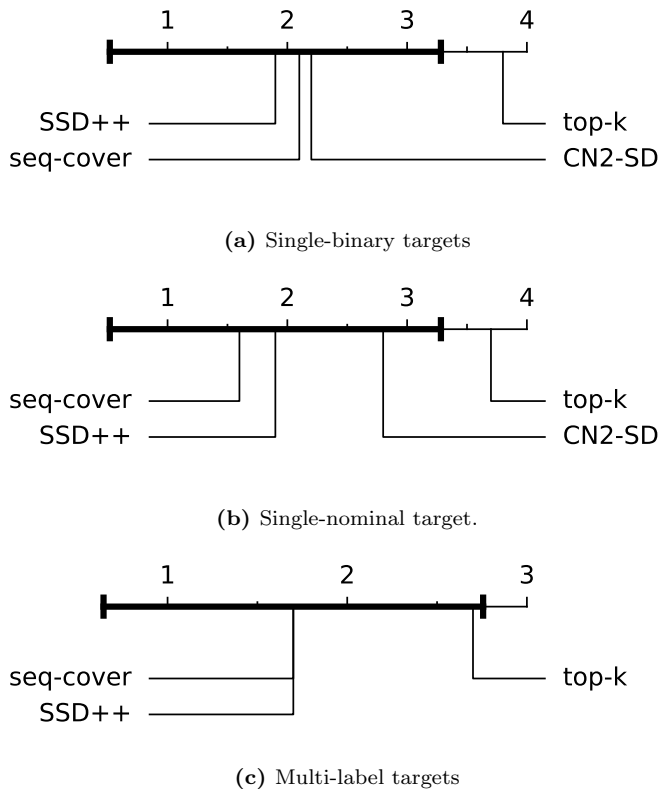 1 2 3 4
SSD++ top-k
seq-cover CN2-SD
(a) Single-binary targets
1 2 3 4
seq-cover top-k
SSD++ CN2-SD
(b) Single-nominal target.
1 2 3
seq-cover top-k
SSD++
(c) Multi-label targets